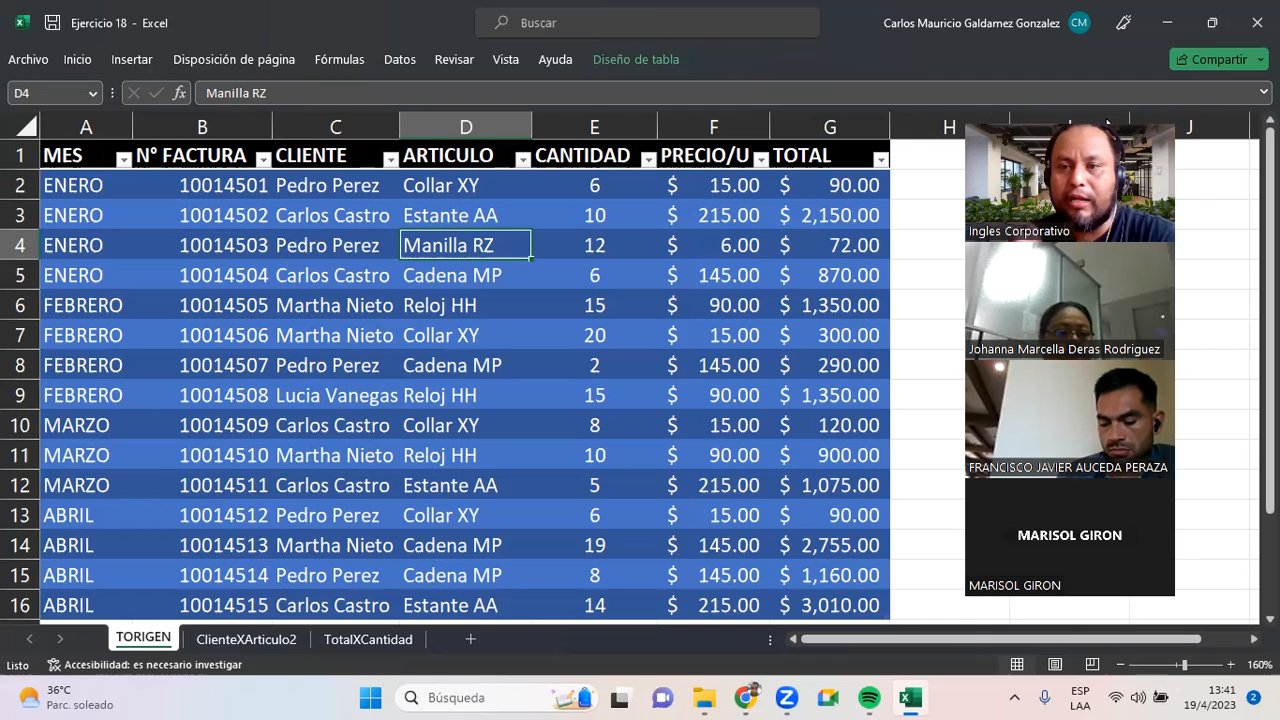 Ejercicio 18 - Excel
Buscar
Carlos Mauricio Galdamez Gonzalez CM
Archivo Inicio Insertar Disposición de página Fórmulas Datos Revisar Vista Ayuda Diseño de tabla Compartir
D4 fx Manilla RZ
A B C D E F G H I J
1 MES N° FACTURA CLIENTE ARTICULO CANTIDAD PRECIO/U TOTAL
2 ENERO 10014501 Pedro Perez Collar XY 6 $ 15.00 $ 90.00
3 ENERO 10014502 Carlos Castro Estante AA 10 $ 215.00 $ 2,150.00
4 ENERO 10014503 Pedro Perez Manilla RZ 12 $ 6.00 $ 72.00
5 ENERO 10014504 Carlos Castro Cadena MP 6 $ 145.00 $ 870.00
6 FEBRERO 10014505 Martha Nieto Reloj HH 15 $ 90.00 $ 1,350.00
7 FEBRERO 10014506 Martha Nieto Collar XY 20 $ 15.00 $ 300.00
8 FEBRERO 10014507 Pedro Perez Cadena MP 2 $ 145.00 $ 290.00
9 FEBRERO 10014508 Lucia Vanegas Reloj HH 15 $ 90.00 $ 1,350.00
10 MARZO 10014509 Carlos Castro Collar XY 8 $ 15.00 $ 120.00
11 MARZO 10014510 Martha Nieto Reloj HH 10 $ 90.00 $ 900.00
12 MARZO 10014511 Carlos Castro Estante AA 5 $ 215.00 $ 1,075.00
13 ABRIL 10014512 Pedro Perez Collar XY 6 $ 15.00 $ 90.00
14 ABRIL 10014513 Martha Nieto Cadena MP 19 $ 145.00 $ 2,755.00
15 ABRIL 10014514 Pedro Perez Cadena MP 8 $ 145.00 $ 1,160.00
16 ABRIL 10014515 Carlos Castro Estante AA 14 $ 215.00 $ 3,010.00
Ingles Corporativo
Johanna Marcella Deras Rodriguez
FRANCISCO JAVIER AUCEDA PERAZA
MARISOL GIRON
MARISOL GIRON
TORIGEN ClienteXArticulo2 TotalXCantidad
Listo Accesibilidad: es necesario investigar 160%
36°C
Parc. soleado
Búsqueda
ESP
LAA
13:41
19/4/2023
2